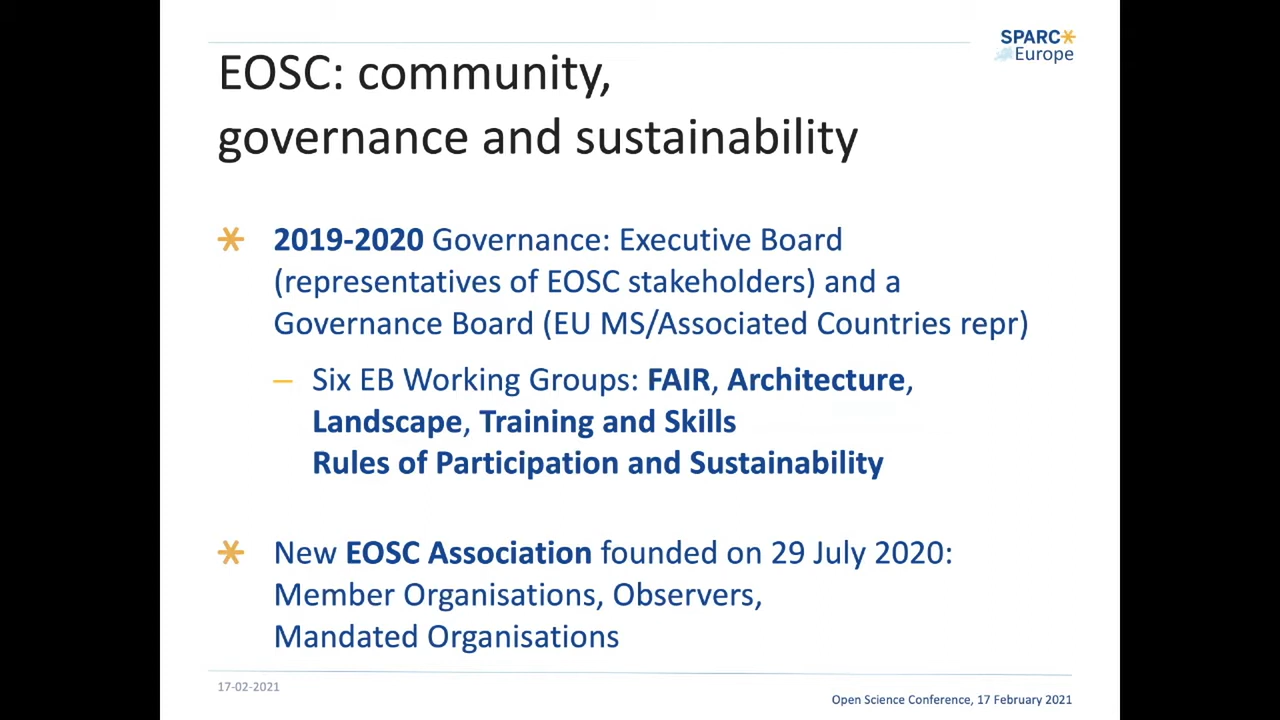 SPARC
Europe
EOSC: community,
governance and sustainability
2019-2020 Governance: Executive Board
(representatives of EOSC stakeholders) and a
Governance Board (EU MS/Associated Countries repr)
– Six EB Working Groups: FAIR, Architecture,
Landscape, Training and Skills
Rules of Participation and Sustainability
New EOSC Association founded on 29 July 2020:
Member Organisations, Observers,
Mandated Organisations
17-02-2021
Open Science Conference, 17 February 2021